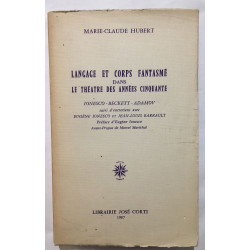 MARIE-CLAUDE HUBERT
LANGAGE ET CORPS FANTASMÉ
DANS
LE THÉATRE DES ANNÉES CINQUANTE
IONESCO - BECKETT - ADAMOV
suivi d'entretiens avec
EUGÈNE IONESCO et JEAN-LOUIS BARRAULT
Préface d'Eugène Ionesco
Avant-Propos de Marcel Maréchal
LIBRAIRIE JOSÉ CORTI
1987